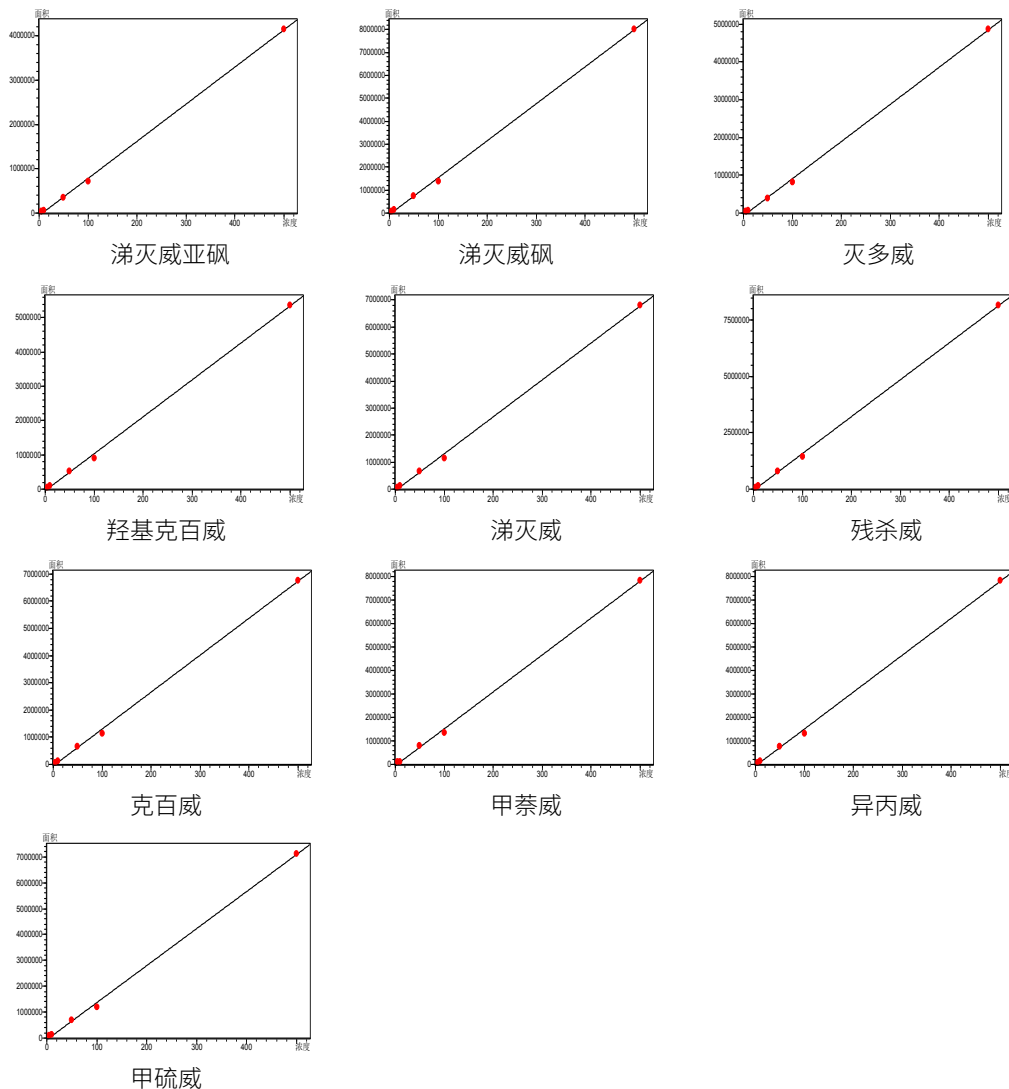 面积 面积 面积
4000000 8000000 5000000
7000000
3000000 6000000 4000000
5000000 3000000
2000000 4000000
3000000 2000000
1000000 2000000 1000000
1000000
0 0 0
0 100 200 300 400 浓度 0 100 200 300 400 浓度 0 100 200 300 400 浓度
涕灭威亚砜 涕灭威砜 灭多威
面积 面积 面积
5000000 7000000 7500000
6000000
4000000 5000000
3000000 4000000 5000000
2000000 3000000
2000000 2500000
1000000 1000000
0 0 0
0 100 200 300 400 浓度 0 100 200 300 400 浓度 0 100 200 300 400 浓度
羟基克百威 涕灭威 残杀威
面积 面积 面积
7000000 8000000 8000000
6000000 7000000 7000000
5000000 6000000 6000000
4000000 5000000 5000000
3000000 4000000 4000000
2000000 3000000 3000000
1000000 2000000 2000000
0 1000000 1000000
0 0
0 100 200 300 400 浓度 0 100 200 300 400 浓度 0 100 200 300 400 浓度
克百威 甲萘威 异丙威
面积
7000000
6000000
5000000
4000000
3000000
2000000
1000000
0
0 100 200 300 400 浓度
甲硫威